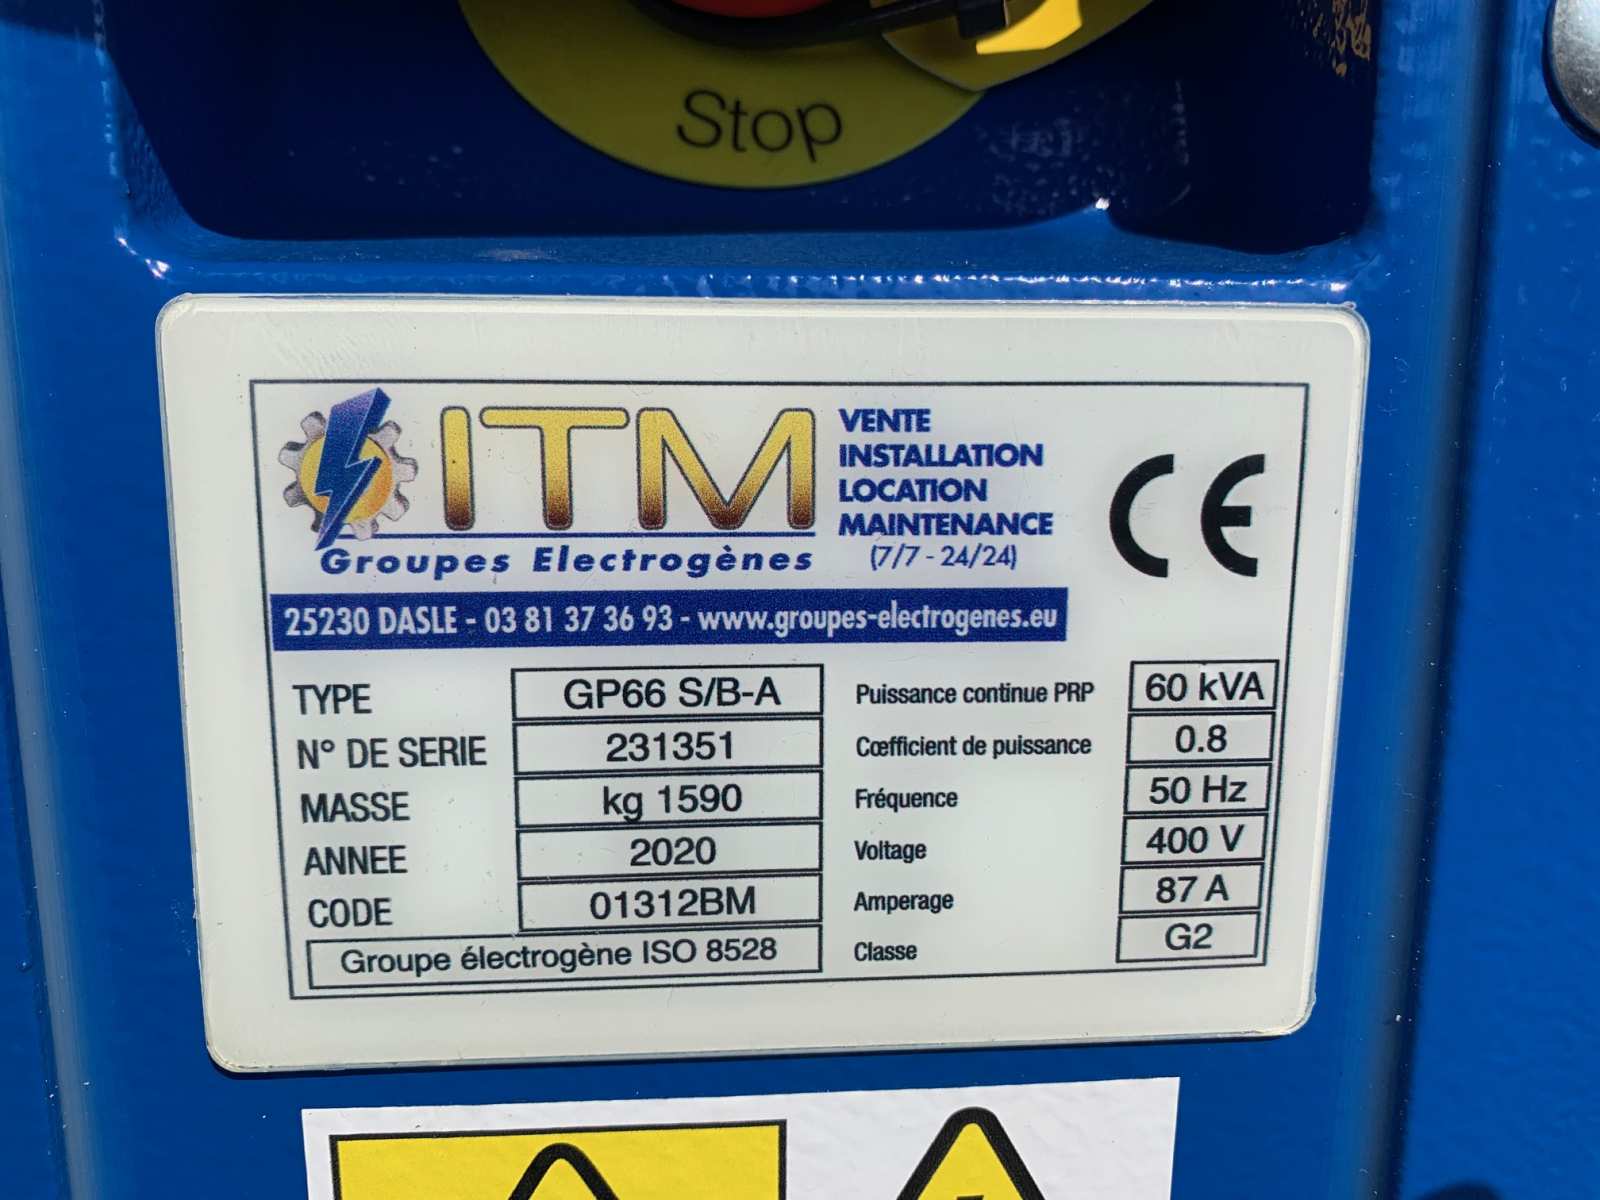 Stop
ITM
Groupes Electrogènes
VENTE
INSTALLATION
LOCATION
MAINTENANCE
(7/7 - 24/24)
CE
25230 DASLE - 03 81 37 36 93 - www.groupes-electrogenes.eu
TYPE GP66 S/B-A
N° DE SERIE 231351
MASSE kg 1590
ANNEE 2020
CODE 01312BM
Groupe électrogène ISO 8528
Puissance continue PRP 60 kVA
Cœfficient de puissance 0.8
Fréquence 50 Hz
Voltage 400 V
Amperage 87 A
Classe G2